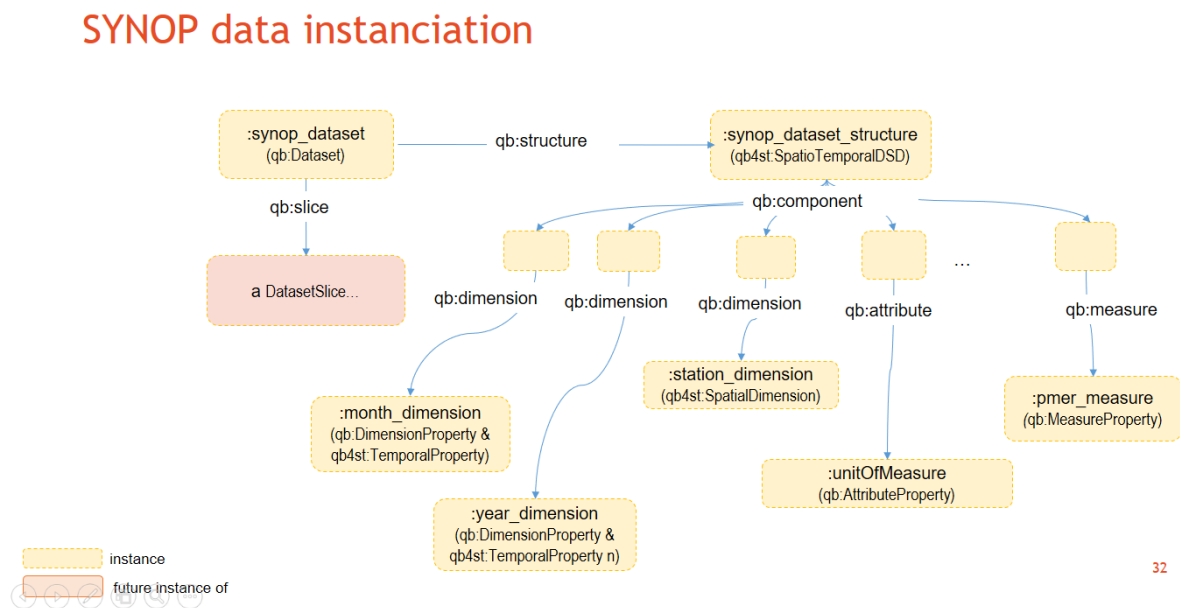 SYNOP data instanciation
:synop_dataset
(qb:Dataset)
qb:structure
:synop_dataset_structure
(qb4st:SpatioTemporalDSD)
qb:slice
qb:component
a DatasetSlice...
...
qb:dimension
qb:dimension
qb:dimension
qb:attribute
qb:measure
:month_dimension
(qb:DimensionProperty &
qb4st:TemporalProperty)
:station_dimension
(qb4st:SpatialDimension)
:pmer_measure
(qb:MeasureProperty)
:unitOfMeasure
(qb:AttributeProperty)
:year_dimension
(qb:DimensionProperty &
qb4st:TemporalProperty n)
instance
future instance of
32